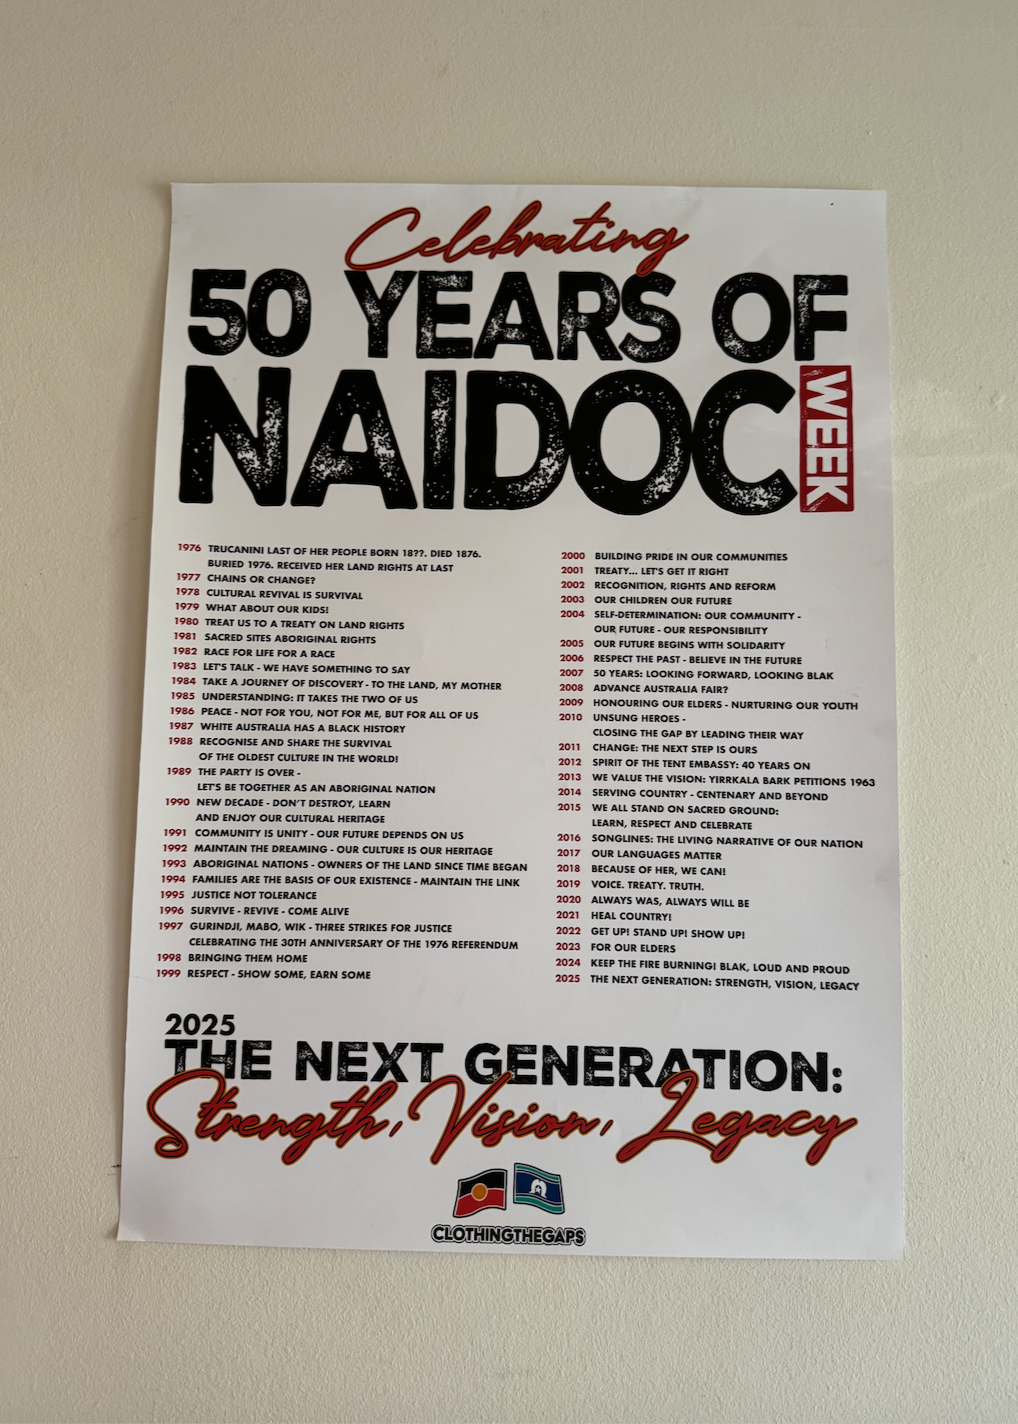 Celebrating
50 YEARS OF
NAIDOC
WEEK
1976 TRUCANINI LAST OF HER PEOPLE BORN 18??. DIED 1876.
BURIED 1976. RECEIVED HER LAND RIGHTS AT LAST
1977 CHAINS OR CHANGE?
1978 CULTURAL REVIVAL IS SURVIVAL
1979 WHAT ABOUT OUR KIDS!
1980 TREAT US TO A TREATY ON LAND RIGHTS
1981 SACRED SITES ABORIGINAL RIGHTS
1982 RACE FOR LIFE FOR A RACE
1983 LET'S TALK - WE HAVE SOMETHING TO SAY
1984 TAKE A JOURNEY OF DISCOVERY - TO THE LAND, MY MOTHER
1985 UNDERSTANDING: IT TAKES THE TWO OF US
1986 PEACE - NOT FOR YOU, NOT FOR ME, BUT FOR ALL OF US
1987 WHITE AUSTRALIA HAS A BLACK HISTORY
1988 RECOGNISE AND SHARE THE SURVIVAL
OF THE OLDEST CULTURE IN THE WORLD!
1989 THE PARTY IS OVER -
LET'S BE TOGETHER AS AN ABORIGINAL NATION
1990 NEW DECADE - DON'T DESTROY, LEARN
AND ENJOY OUR CULTURAL HERITAGE
1991 COMMUNITY IS UNITY - OUR FUTURE DEPENDS ON US
1992 MAINTAIN THE DREAMING - OUR CULTURE IS OUR HERITAGE
1993 ABORIGINAL NATIONS - OWNERS OF THE LAND SINCE TIME BEGAN
1994 FAMILIES ARE THE BASIS OF OUR EXISTENCE - MAINTAIN THE LINK
1995 JUSTICE NOT TOLERANCE
1996 SURVIVE - REVIVE - COME ALIVE
1997 GURINDJI, MABO, WIK - THREE STRIKES FOR JUSTICE
CELEBRATING THE 30TH ANNIVERSARY OF THE 1976 REFERENDUM
1998 BRINGING THEM HOME
1999 RESPECT - SHOW SOME, EARN SOME
2000 BUILDING PRIDE IN OUR COMMUNITIES
2001 TREATY... LET'S GET IT RIGHT
2002 RECOGNITION, RIGHTS AND REFORM
2003 OUR CHILDREN OUR FUTURE
2004 SELF-DETERMINATION: OUR COMMUNITY -
OUR FUTURE - OUR RESPONSIBILITY
2005 OUR FUTURE BEGINS WITH SOLIDARITY
2006 RESPECT THE PAST - BELIEVE IN THE FUTURE
2007 50 YEARS: LOOKING FORWARD, LOOKING BLAK
2008 ADVANCE AUSTRALIA FAIR?
2009 HONOURING OUR ELDERS - NURTURING OUR YOUTH
2010 UNSUNG HEROES -
CLOSING THE GAP BY LEADING THEIR WAY
2011 CHANGE: THE NEXT STEP IS OURS
2012 SPIRIT OF THE TENT EMBASSY: 40 YEARS ON
2013 WE VALUE THE VISION: YIRRKALA BARK PETITIONS 1963
2014 SERVING COUNTRY - CENTENARY AND BEYOND
2015 WE ALL STAND ON SACRED GROUND:
LEARN, RESPECT AND CELEBRATE
2016 SONGLINES: THE LIVING NARRATIVE OF OUR NATION
2017 OUR LANGUAGES MATTER
2018 BECAUSE OF HER, WE CAN!
2019 VOICE. TREATY. TRUTH.
2020 ALWAYS WAS, ALWAYS WILL BE
2021 HEAL COUNTRY!
2022 GET UP! STAND UP! SHOW UP!
2023 FOR OUR ELDERS
2024 KEEP THE FIRE BURNING! BLAK, LOUD AND PROUD
2025 THE NEXT GENERATION: STRENGTH, VISION, LEGACY
2025
THE NEXT GENERATION:
Strength, Vision, Legacy
CLOTHINGTHEGAPS